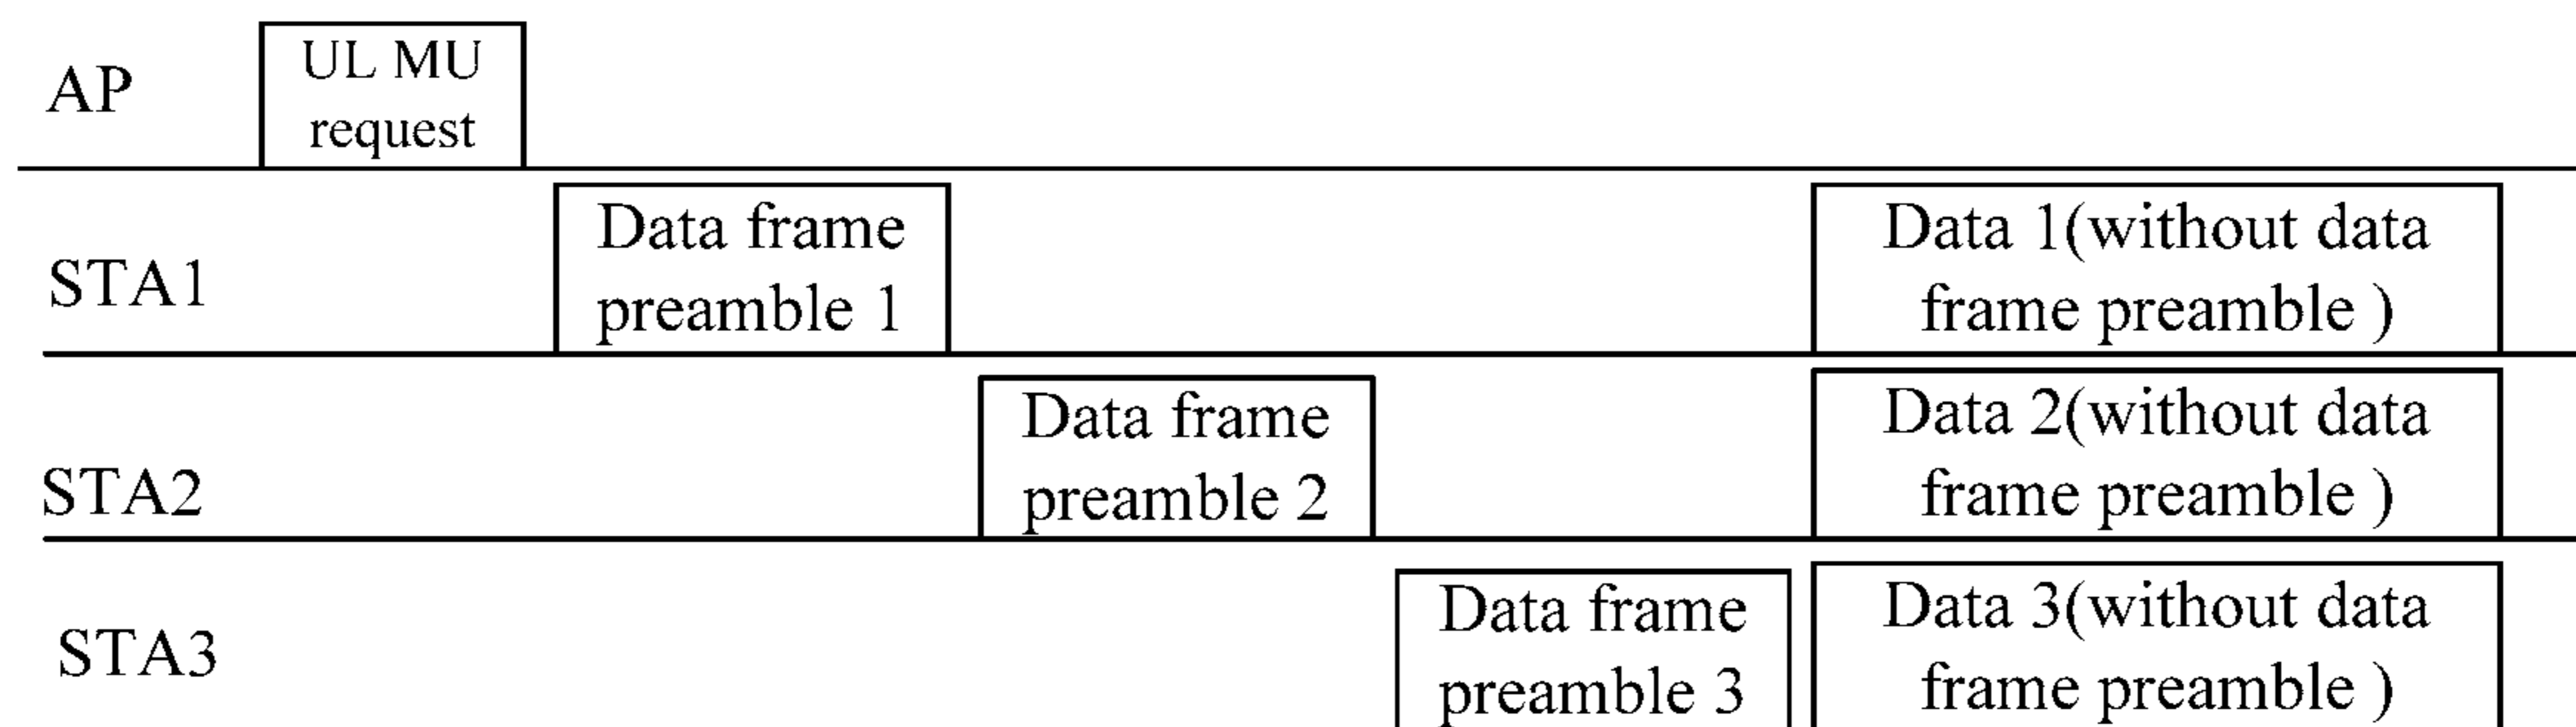 AP
UL MU
request
STA1
Data frame
preamble 1
Data 1(without data
frame preamble )
STA2
Data frame
preamble 2
Data 2(without data
frame preamble )
STA3
Data frame
preamble 3
Data 3(without data
frame preamble )